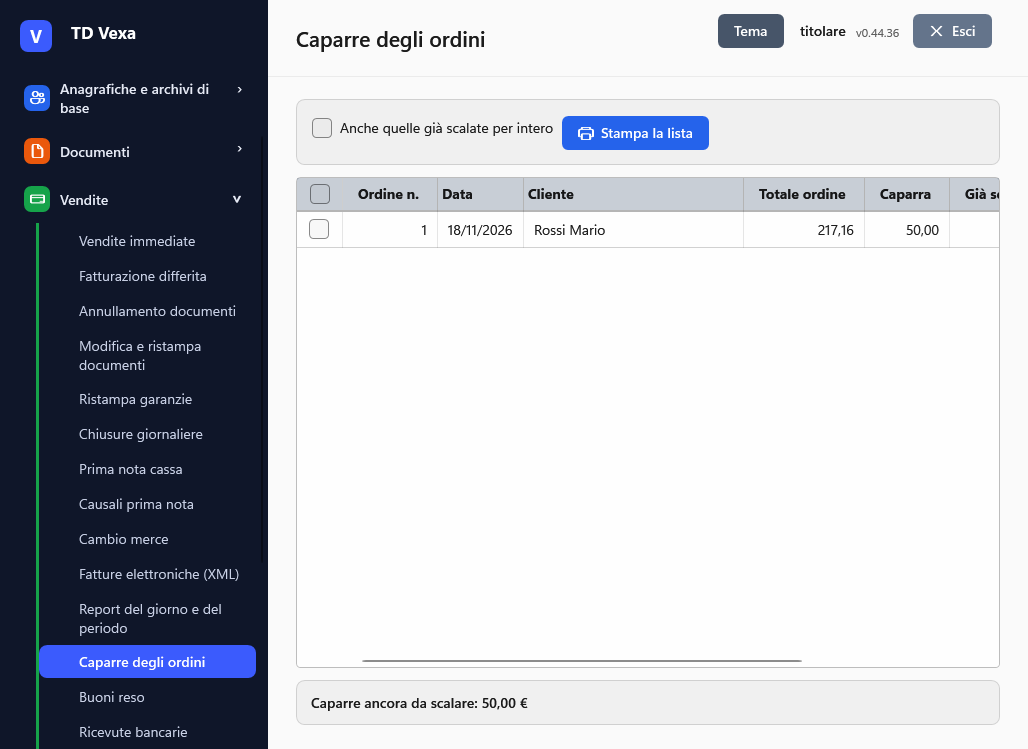 V
TD Vexa
Anagrafiche e archivi di
base
Documenti
Vendite
Vendite immediate
Fatturazione differita
Annullamento documenti
Modifica e ristampa
documenti
Ristampa garanzie
Chiusure giornaliere
Prima nota cassa
Causali prima nota
Cambio merce
Fatture elettroniche (XML)
Report del giorno e del
periodo
Caparre degli ordini
Buoni reso
Ricevute bancarie
Caparre degli ordini
Tema titolare v0.44.36 Esci
Anche quelle già scalate per intero Stampa la lista
Ordine n. Data Cliente Totale ordine Caparra Già
1 18/11/2026 Rossi Mario 217,16 50,00
Caparre ancora da scalare: 50,00 €